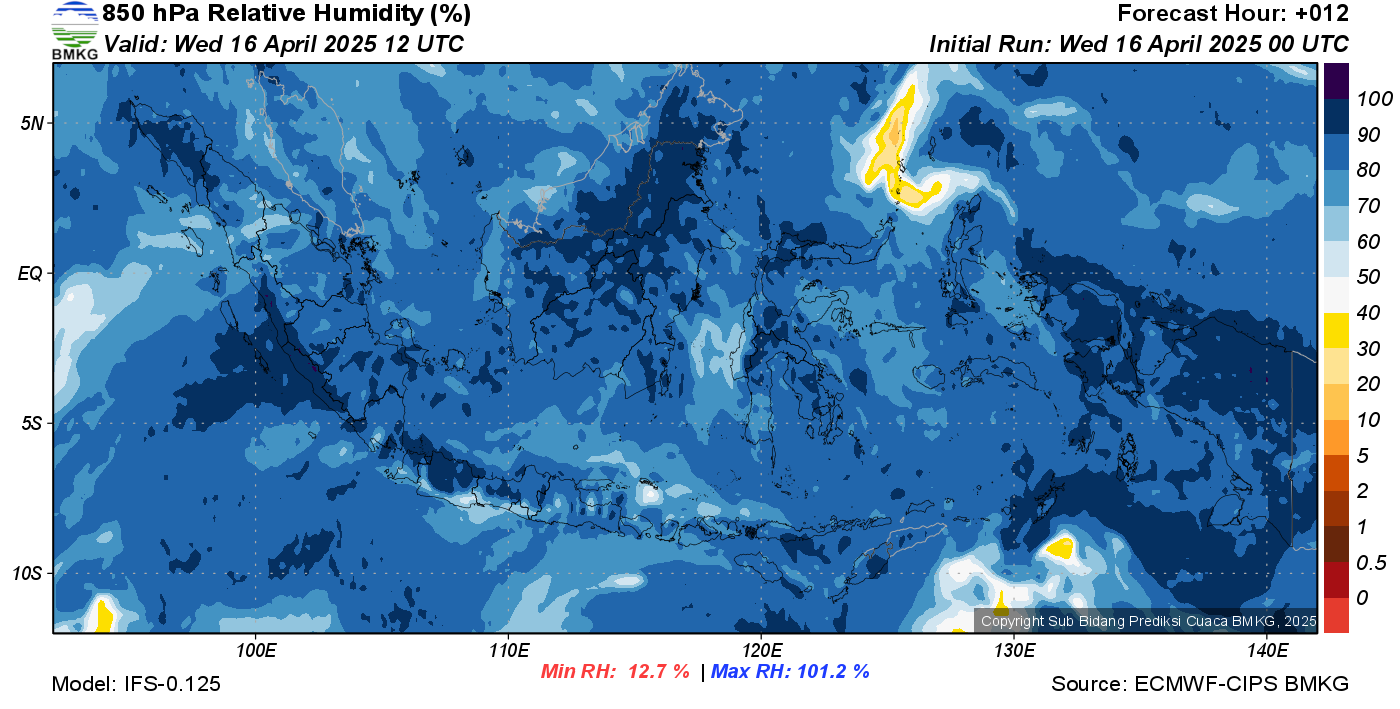 850 hPa Relative Humidity (%)
Forecast Hour: +012
BMKG
Valid: Wed 16 April 2025 12 UTC
Initial Run: Wed 16 April 2025 00 UTC
100
5N
90
80
70
60
EQ
50
40
30
20
5S
10
5
2
1
10S
0.5
0
Copyright Sub Bidang Prediksi Cuaca BMKG, 2025
100E
110E
120E
130E
140E
Min RH: 12.7 % | Max RH: 101.2 %
Model: IFS-0.125
Source: ECMWF-CIPS BMKG